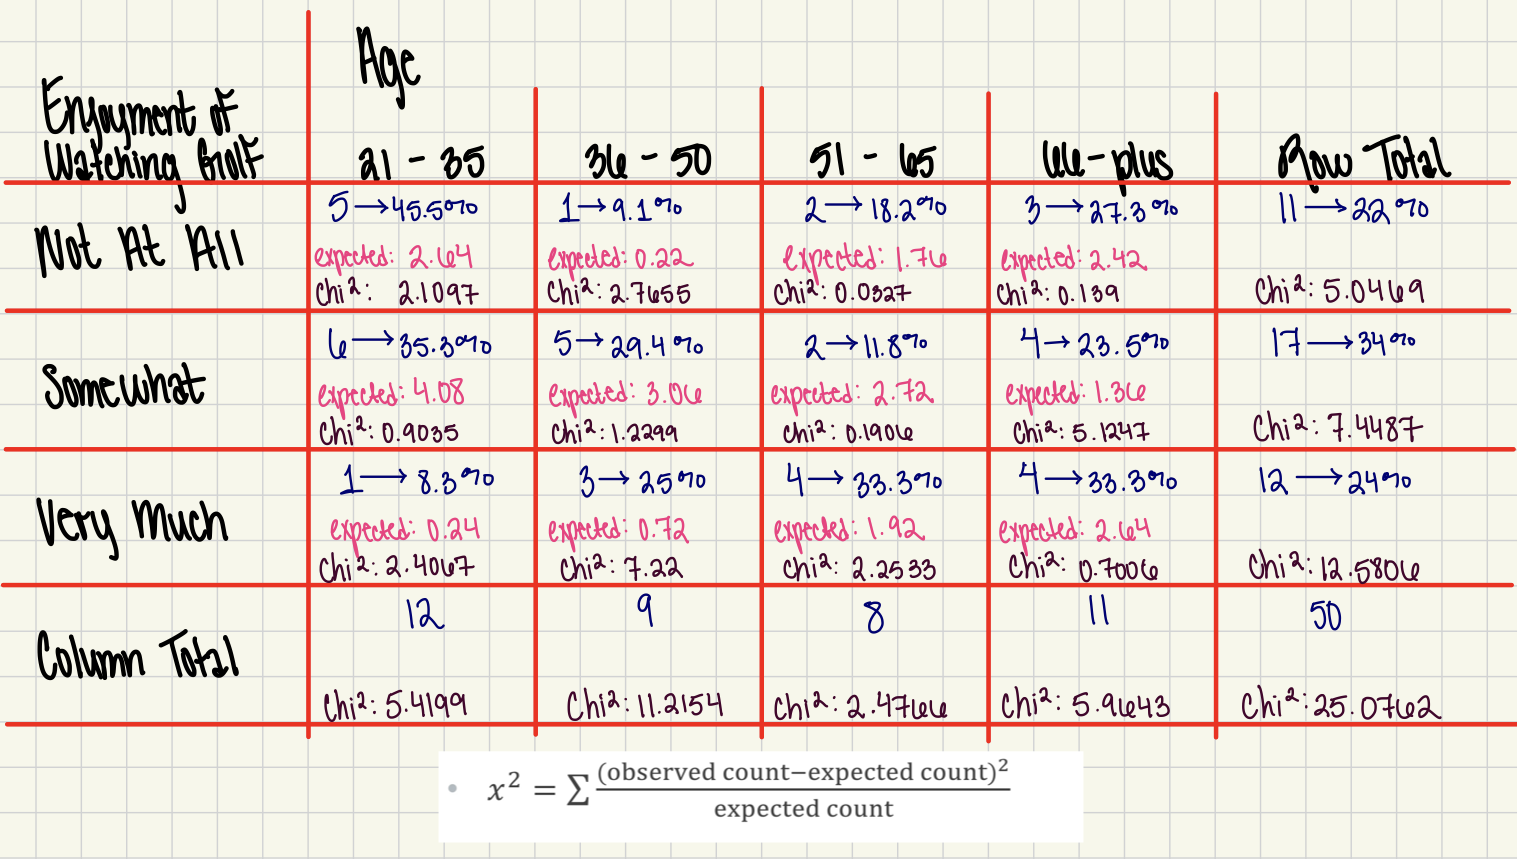 Age
Enjoyment of
Watching Golf
21 - 35
36 - 50
51 - 65
66-plus
Row Total
Not At All
5 → 45.5%
1 → 9.1%
2 → 18.2%
3 → 27.3%
11 → 22%
expected: 2.64
expected: 0.22
expected: 1.76
expected: 2.42
Chi²: 2.1097
Chi²: 2.7655
Chi²: 0.0327
Chi²: 0.139
Chi²: 5.0469
Somewhat
6 → 35.3%
5 → 29.4%
2 → 11.8%
4 → 23.5%
17 → 34%
expected: 4.08
expected: 3.06
expected: 2.72
expected: 1.36
Chi²: 0.9035
Chi²: 1.2299
Chi²: 0.1906
Chi²: 5.1247
Chi²: 7.4487
Very Much
1 → 8.3%
3 → 25%
4 → 33.3%
4 → 33.3%
12 → 24%
expected: 0.24
expected: 0.72
expected: 1.92
expected: 2.64
Chi²: 2.4067
Chi²: 7.22
Chi²: 2.2533
Chi²: 0.7006
Chi²: 12.5806
Column Total
12
9
8
11
50
Chi²: 5.4199
Chi²: 11.2154
Chi²: 2.4766
Chi²: 5.9643
Chi²: 25.0762
• x² = ∑ (observed count−expected count)² / expected count